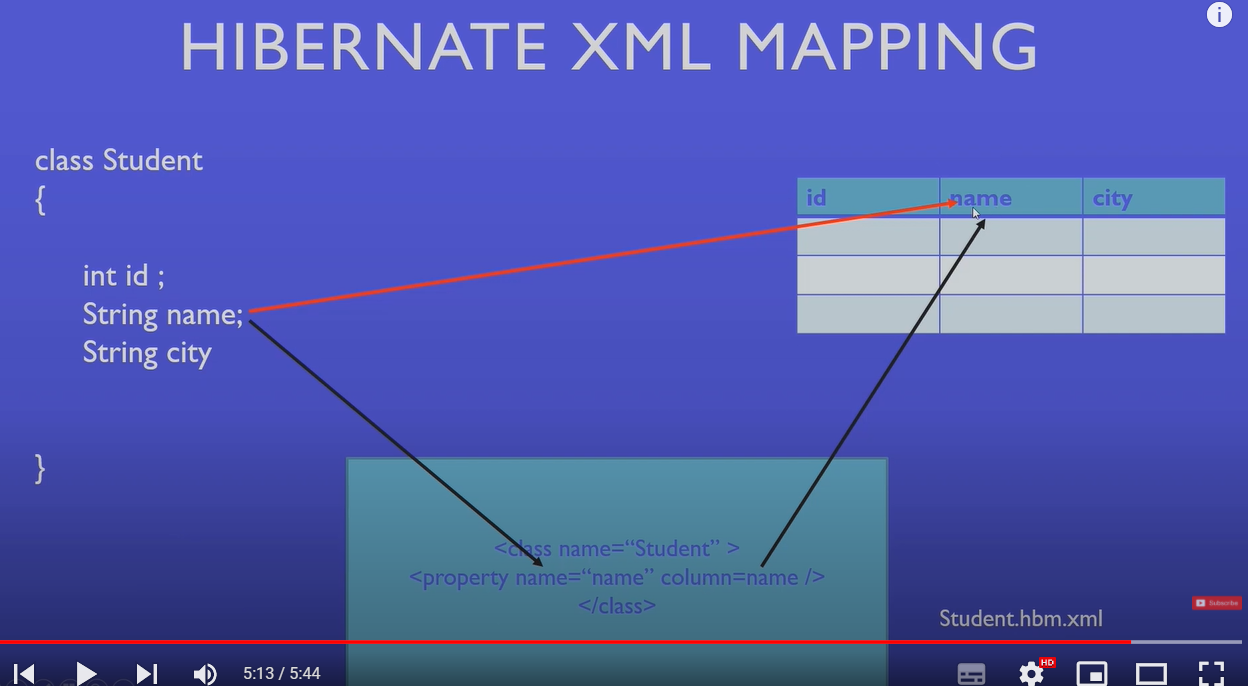 HIBERNATE XML MAPPING
i
class Student
{
int id ;
String name;
String city
}
id name city
<class name=“Student” >
<property name=“name” column=name />
</class>
Student.hbm.xml
Subscribe
5:13 / 5:44
HD